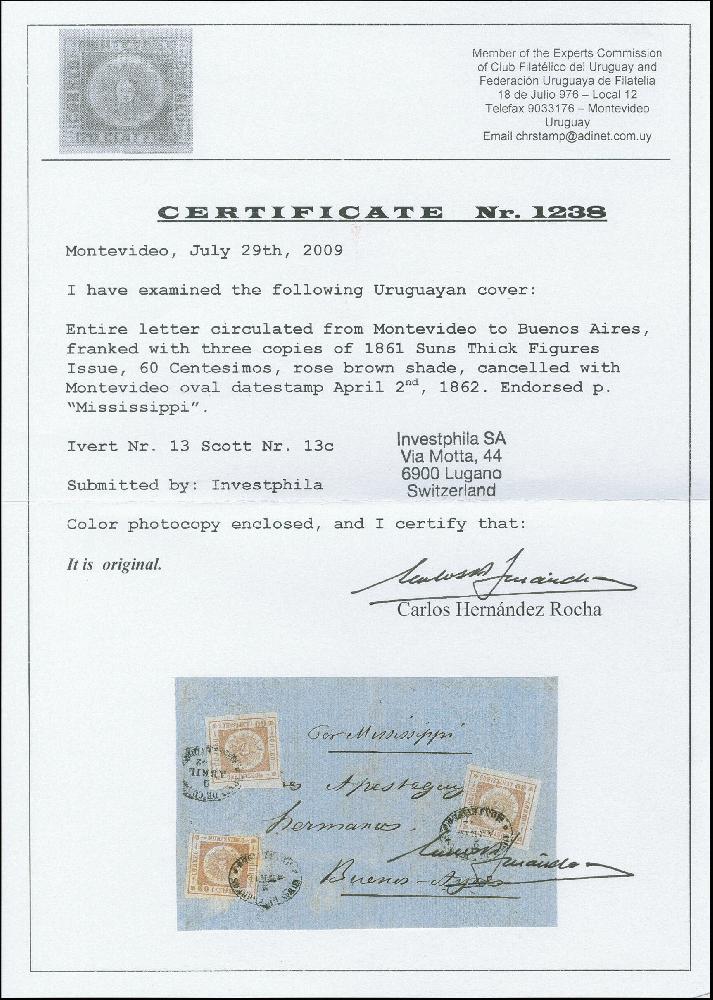 Member of the Experts Commission
of Club Filatélico del Uruguay and
Federación Uruguaya de Filatelia
18 de Julio 976 – Local 12
Telefax 9033176 – Montevideo
Uruguay
Email chrstamp@adinet.com.uy
CERTIFICATE Nr. 1238
Montevideo, July 29th, 2009
I have examined the following Uruguayan cover:
Entire letter circulated from Montevideo to Buenos Aires,
franked with three copies of 1861 Suns Thick Figures
Issue, 60 Centesimos, rose brown shade, cancelled with
Montevideo oval datestamp April 2nd, 1862. Endorsed p.
"Mississippi".
Ivert Nr. 13 Scott Nr. 13c
Submitted by: Investphila
Investphila SA
Via Motta, 44
6900 Lugano
Switzerland
Color photocopy enclosed, and I certify that:
It is original.
Carlos Hernández Rocha
Por Mississippi
Apesteguy
hermanos.
Buenos-Ayres
ABRIL